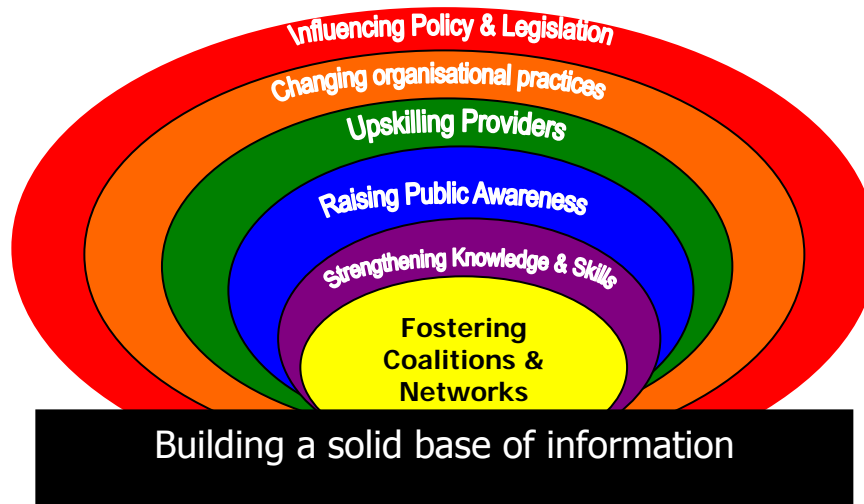 Influencing Policy & Legislation
Changing organisational practices
Upskilling Providers
Raising Public Awareness
Strengthening Knowledge & Skills
Fostering
Coalitions &
Networks
Building a solid base of information